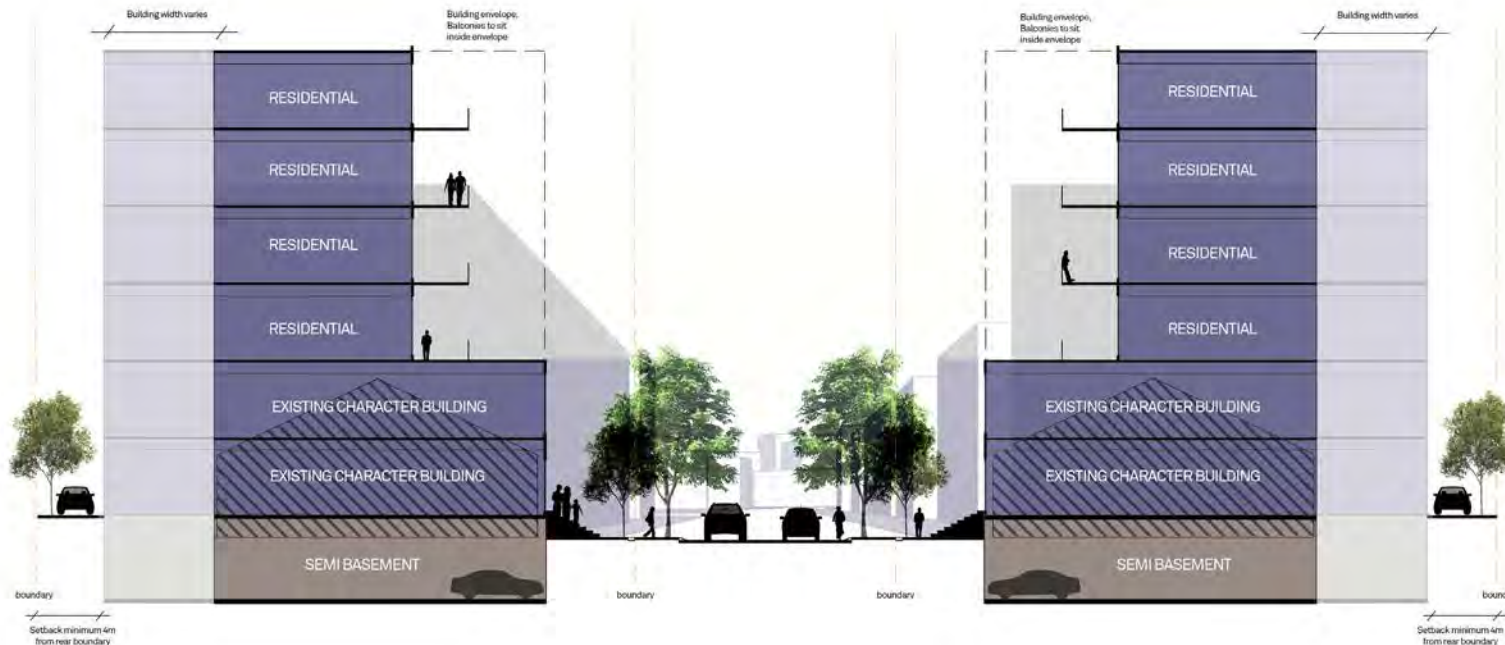 Building width varies
Building envelope,
Balconies to sit
inside envelope
Building envelope,
Balconies to sit
inside envelope
Building width varies
RESIDENTIAL
RESIDENTIAL
RESIDENTIAL
RESIDENTIAL
RESIDENTIAL
RESIDENTIAL
RESIDENTIAL
RESIDENTIAL
EXISTING CHARACTER BUILDING
EXISTING CHARACTER BUILDING
EXISTING CHARACTER BUILDING
EXISTING CHARACTER BUILDING
SEMI BASEMENT
SEMI BASEMENT
boundary
boundary
boundary
bound
Setback minimum 4m
from rear boundary
Setback minimum 4m
from rear boundary